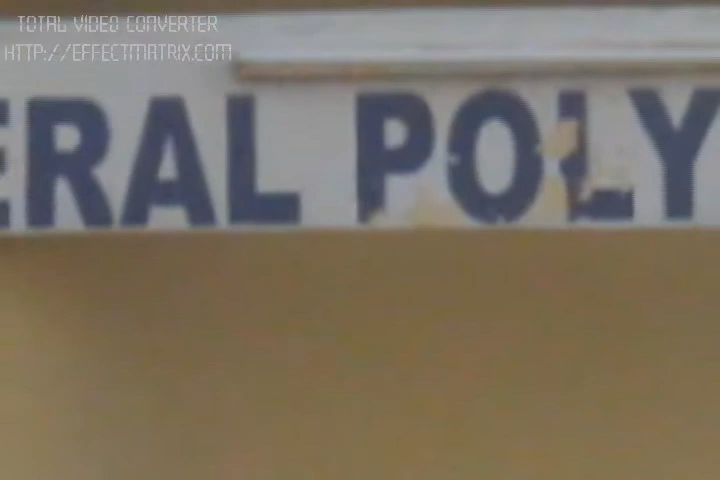 TOTAL VIDEO CONVERTER
HTTP://EFFECTMATRIX.COM
ERAL POLY